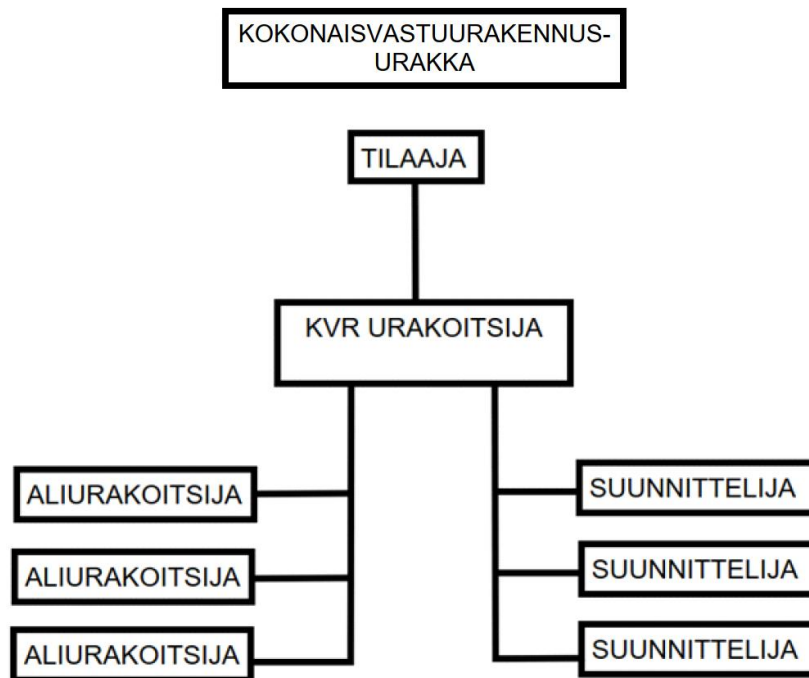 KOKONAISVASTUURAKENNUS-
URAKKA
TILAAJA
KVR URAKOITSIJA
ALIURAKOITSIJA
SUUNNITTELIJA
ALIURAKOITSIJA
SUUNNITTELIJA
ALIURAKOITSIJA
SUUNNITTELIJA